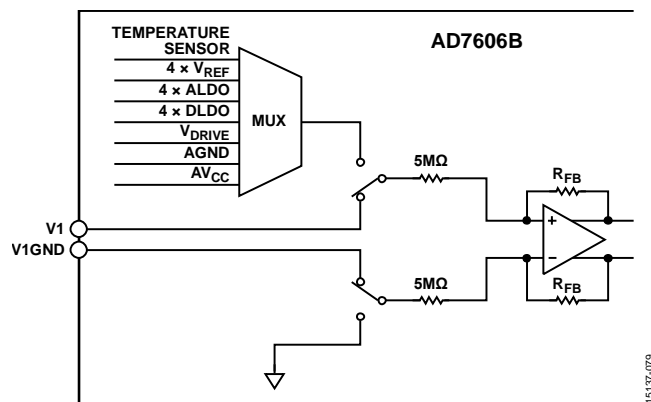 TEMPERATURE
SENSOR
AD7606B
4 × VREF
4 × ALDO
4 × DLDO
MUX
VDRIVE
AGND
AVCC
5MΩ
RFB
V1
+
V1GND
–
5MΩ
RFB
15137-079